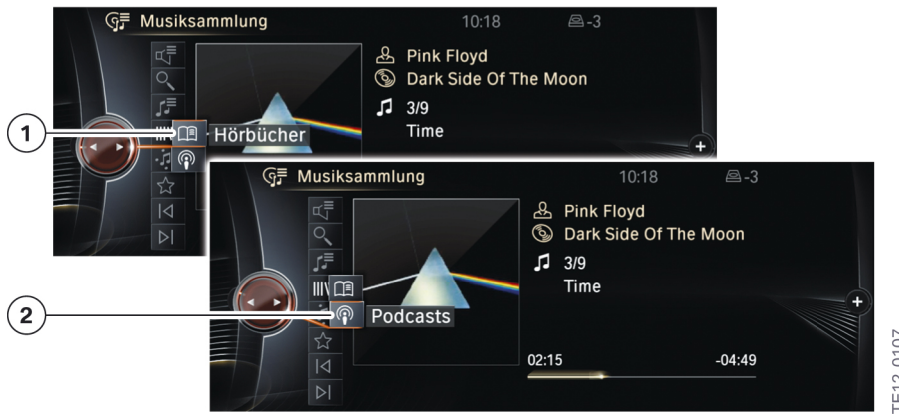 Musiksammlung 10:18 -3
Pink Floyd
Dark Side Of The Moon
3/9
Time
1
Hörbücher
Musiksammlung 10:18 -3
Pink Floyd
Dark Side Of The Moon
3/9
Time
2
Podcasts
02:15 -04:49
TE12-0107